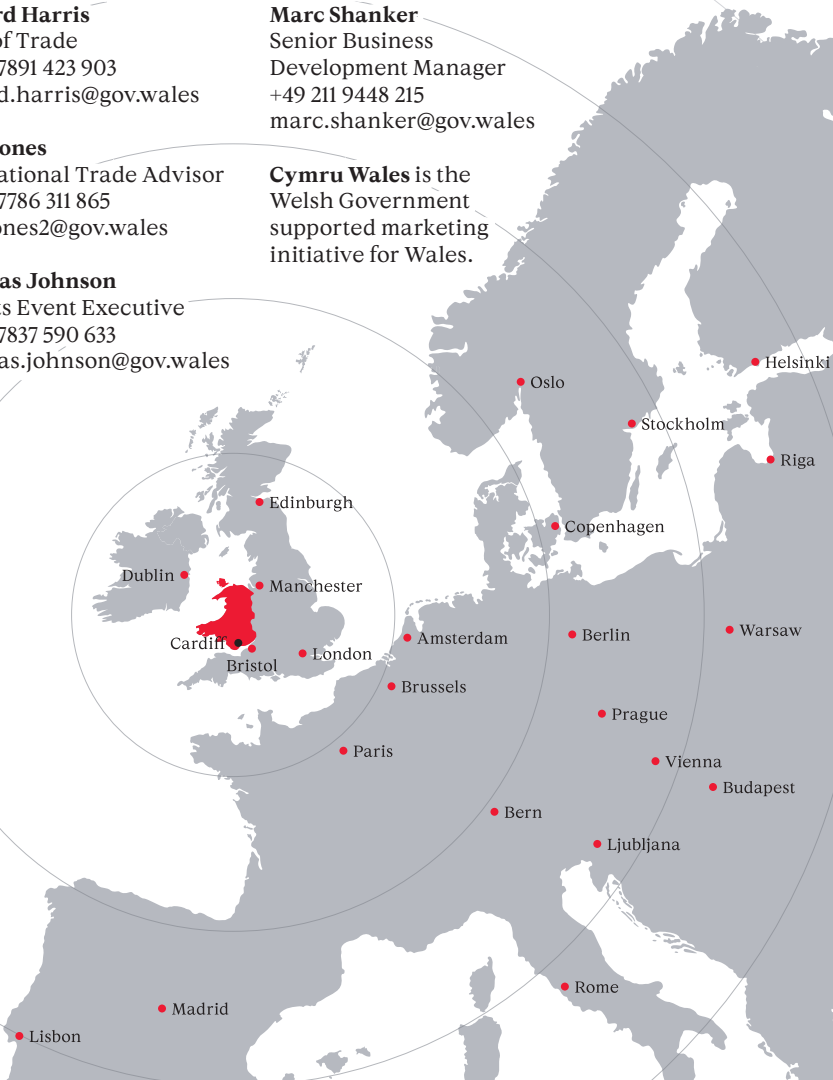 rd Harris
of Trade
7891 423 903
d.harris@gov.wales
ones
ational Trade Advisor
7786 311 865
ones2@gov.wales
as Johnson
ts Event Executive
7837 590 633
as.johnson@gov.wales
Marc Shanker
Senior Business
Development Manager
+49 211 9448 215
marc.shanker@gov.wales
Cymru Wales is the
Welsh Government
supported marketing
initiative for Wales.
Helsinki
Oslo
Stockholm
Riga
Edinburgh
Copenhagen
Dublin
Manchester
Cardiff
Bristol
London
Amsterdam
Berlin
Warsaw
Brussels
Prague
Paris
Vienna
Budapest
Bern
Ljubljana
Rome
Madrid
Lisbon